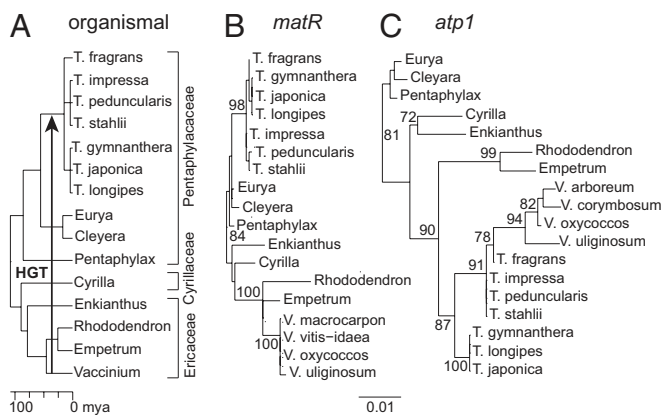 A organismal
T. fragrans
T. impressa
T. peduncularis
T. stahlii
T. gymnanthera
T. japonica
T. longipes
Eurya
Cleyera
Pentaphylax
Cyrilla
Enkianthus
Rhododendron
Empetrum
Vaccinium
HGT
Pentaphylacaceae
Cyrillaceae
Ericaceae
100 0 mya
B matR
T. fragrans
T. gymnanthera
T. japonica
T. longipes
T. impressa
T. peduncularis
T. stahlii
Eurya
Cleyera
Pentaphylax
Enkianthus
Cyrilla
Rhododendron
Empetrum
V. macrocarpon
V. vitis-idaea
V. oxycoccos
V. uliginosum
98
84
100
100
0.01
C atp1
Eurya
Cleyara
Pentaphylax
Cyrilla
Enkianthus
Rhododendron
Empetrum
V. arboreum
V. corymbosum
V. oxycoccos
V. uliginosum
T. fragrans
T. impressa
T. peduncularis
T. stahlii
T. gymnanthera
T. longipes
T. japonica
81
72
99
90
82
94
78
91
87
100